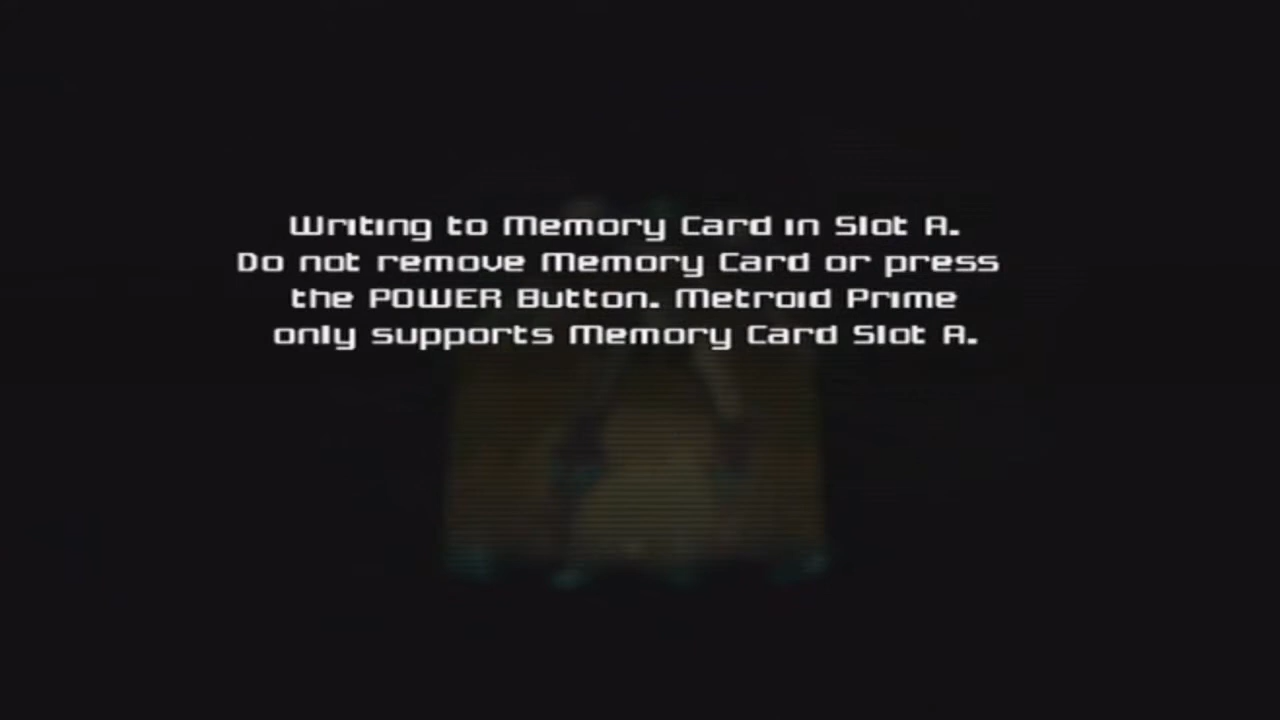 Writing to Memory Card in Slot A.
Do not remove Memory Card or press
the POWER Button. Metroid Prime
only supports Memory Card Slot A.